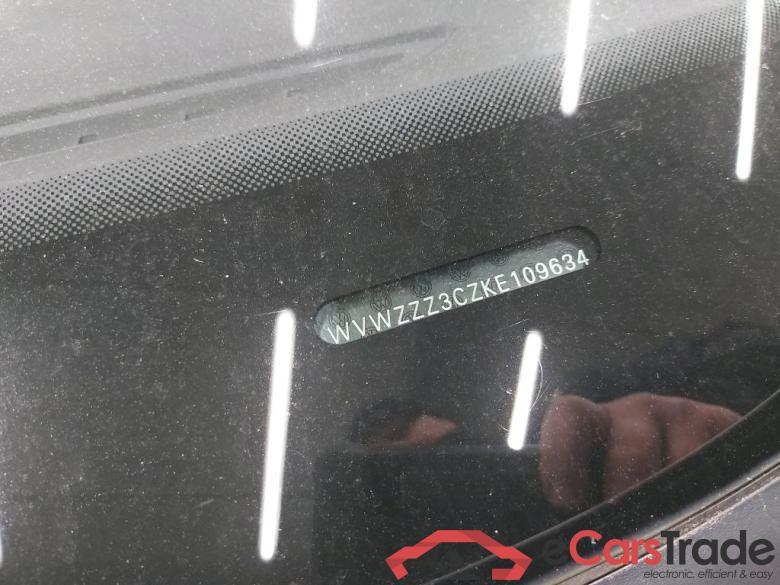 WVWZZZ3CZKE109634
eCarsTrade
electronic. efficient & easy